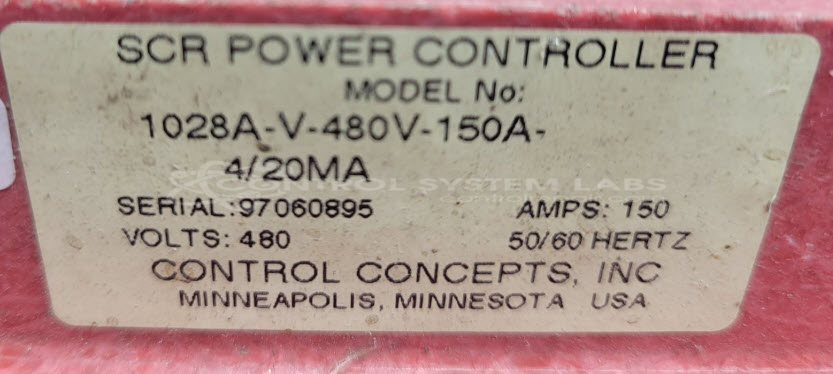 SCR POWER CONTROLLER
MODEL No:
1028A-V-480V-150A-
4/20MA
CONTROL SYSTEM LABS
SERIAL:97060895 AMPS: 150
VOLTS: 480 50/60 HERTZ
CONTROL CONCEPTS, INC
MINNEAPOLIS, MINNESOTA USA